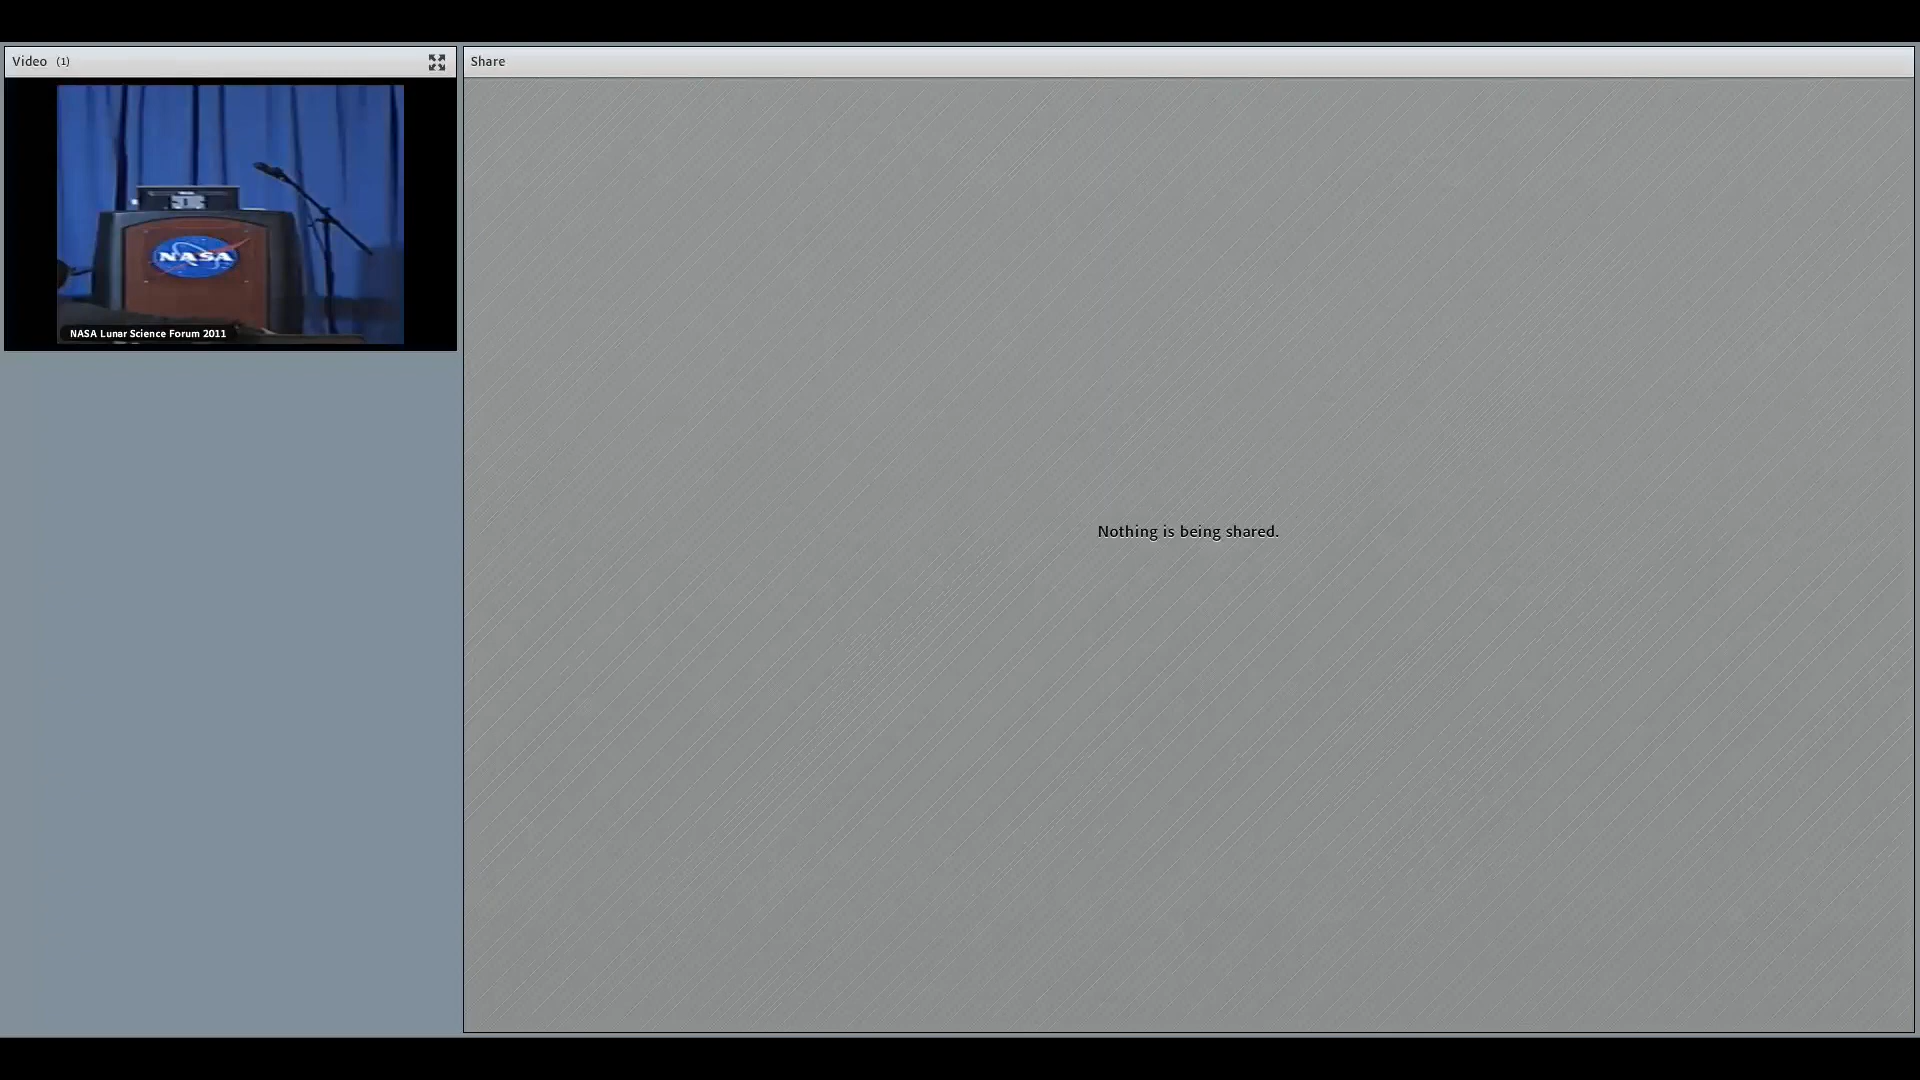 Video (1)
Share
NASA
NASA Lunar Science Forum 2011
Nothing is being shared.